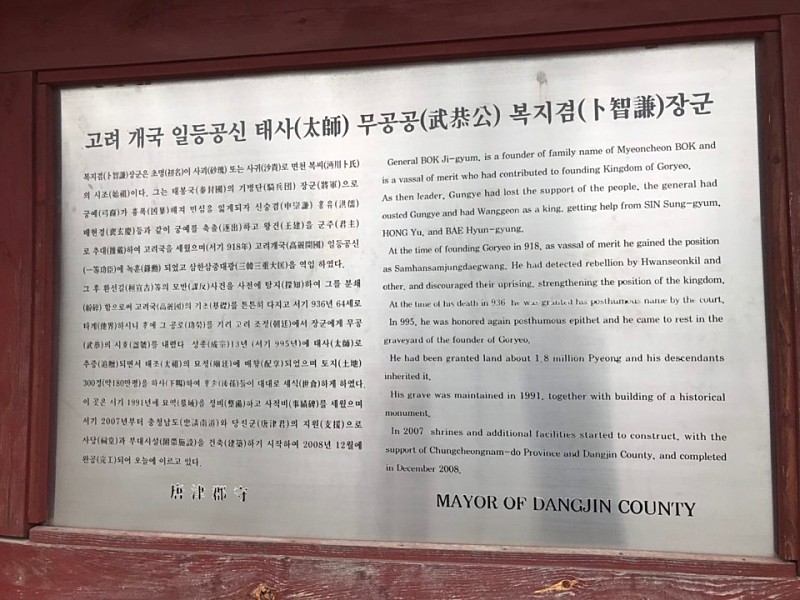 고려 개국 일등공신 태사(太師) 무공공(武恭公) 복지겸(卜智謙)장군
복지겸(卜智謙)장군은 초명(初名)이 사괴(砂塊) 또는 사귀(沙貴)로 면천 복씨(沔川卜氏)
의 시조(始祖)이다. 그는 태봉국(泰封國)의 기병단(騎兵団) 장군(將軍)으로
궁예(弓裔)가 흉폭(凶暴)해져 민심을 잃게되자 신숭겸(申崇謙) 홍유(洪儒)
배현경(裵玄慶)등과 같이 궁예를 축출(逐出)하고 왕건(王建)을 군주(君主)
로 추대(推戴)하여 고려국을 세웠으며(서기 918년) 고려개국(高麗開國) 일등공신
(一等功臣)에 녹훈(錄勳) 되었고 삼한삼중대광(三韓三重大匡)을 역임 하였다.
그 후 환선길(桓宣吉)등의 모반(謀反)사건을 사전에 탐지(探知)하여 그를 분쇄
(紛碎) 함으로써 고려국(高麗國)의 기초(基礎)를 튼튼히 다지고 서기 936년 64세로
타계(他界)하시니 후에 그 공로(功勞)를 기려 고려 조정(朝廷)에서 장군에게 무공
(武恭)의 시호(諡號)를 내렸다 성종(成宗)13년 (서기 995년)에 태사(太師)로
추증(追贈)되면서 태조(太祖)의 묘정(廟廷)에 배향(配享)되었으며 토지(土地)
300정(약180만평)을 하사(下賜)하여 후손(後孫)등이 대대로 세식(世食)하게 하였다.
이 곳은 서기 1991년에 묘역(墓域)을 정비(整備)하고 사적비(事績碑)를 세웠으며
서기 2007년부터 충청남도(忠淸南道)와 당진군(唐津君)의 지원(支援)으로
사당(祠堂)과 부대시설(附帶施設)을 건축(建築)하기 시작하여 2008년 12월에
완공(完工)되어 오늘에 이르고 있다.
唐津郡守
General BOK Ji-gyum, is a founder of family name of Myeoncheon BOK and
is a vassal of merit who had contributed to founding Kingdom of Goryeo.
As then leader, Gungye had lost the support of the people, the general had
ousted Gungye and had Wanggeon as a king, getting help from SIN Sung-gyum,
HONG Yu, and BAE Hyun-gyung.
At the time of founding Goryeo in 918, as vassal of merit he gained the position
as Samhansamjungdaegwang. He had detected rebellion by Hwanseonkil and
other, and discouraged their uprising, strengthening the position of the kingdom.
At the time of his death in 936 he was granted his posthumous name by the court.
In 995, he was honored again posthumous epithet and he came to rest in the
graveyard of the founder of Goryeo.
He had been granted land about 1.8 million Pyeong and his descendants
inherited it.
His grave was maintained in 1991, together with building of a historical
monument.
In 2007 shrines and additional facilities started to construct, with the
support of Chungcheongnam-do Province and Dangjin County, and completed
in December 2008.
MAYOR OF DANGJIN COUNTY